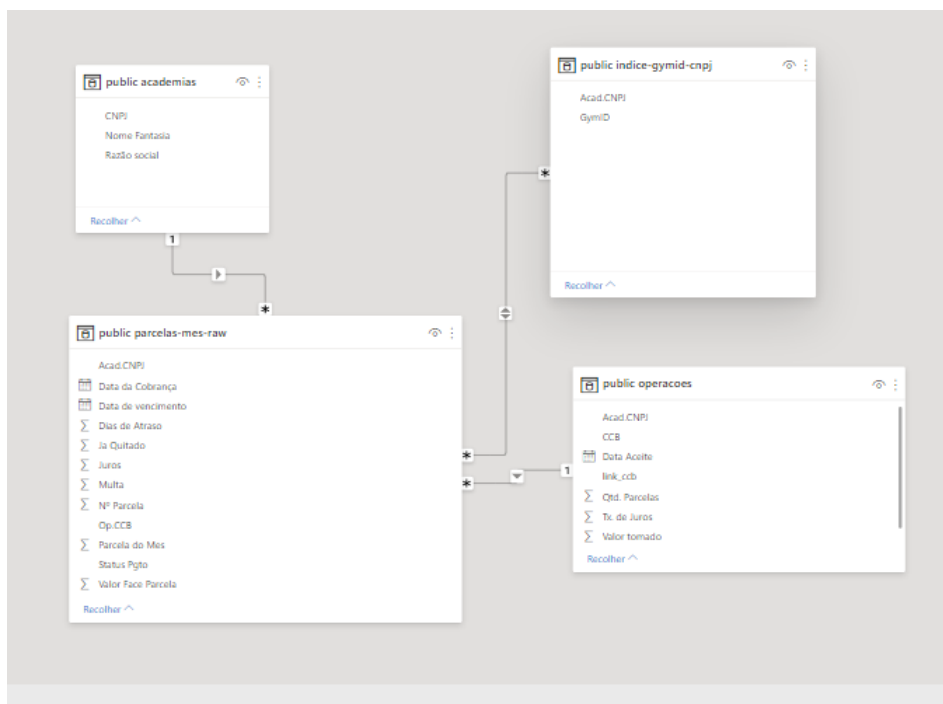 public academias
CNPJ
Nome Fantasia
Razão social
Recolher
1
*
public indice-gymid-cnpj
Acad.CNPJ
GymID
Recolher
*
public parcelas-mes-raw
Acad.CNPJ
Data da Cobrança
Data de vencimento
Dias de Atraso
Ja Quitado
Juros
Multa
Nº Parcela
Op.CCB
Parcela do Mes
Status Pgto
Valor Face Parcela
Recolher
*
*
1
public operacoes
Acad.CNPJ
CCB
Data Aceite
link_ccb
Qtd. Parcelas
Tx. de Juros
Valor tomado
Recolher